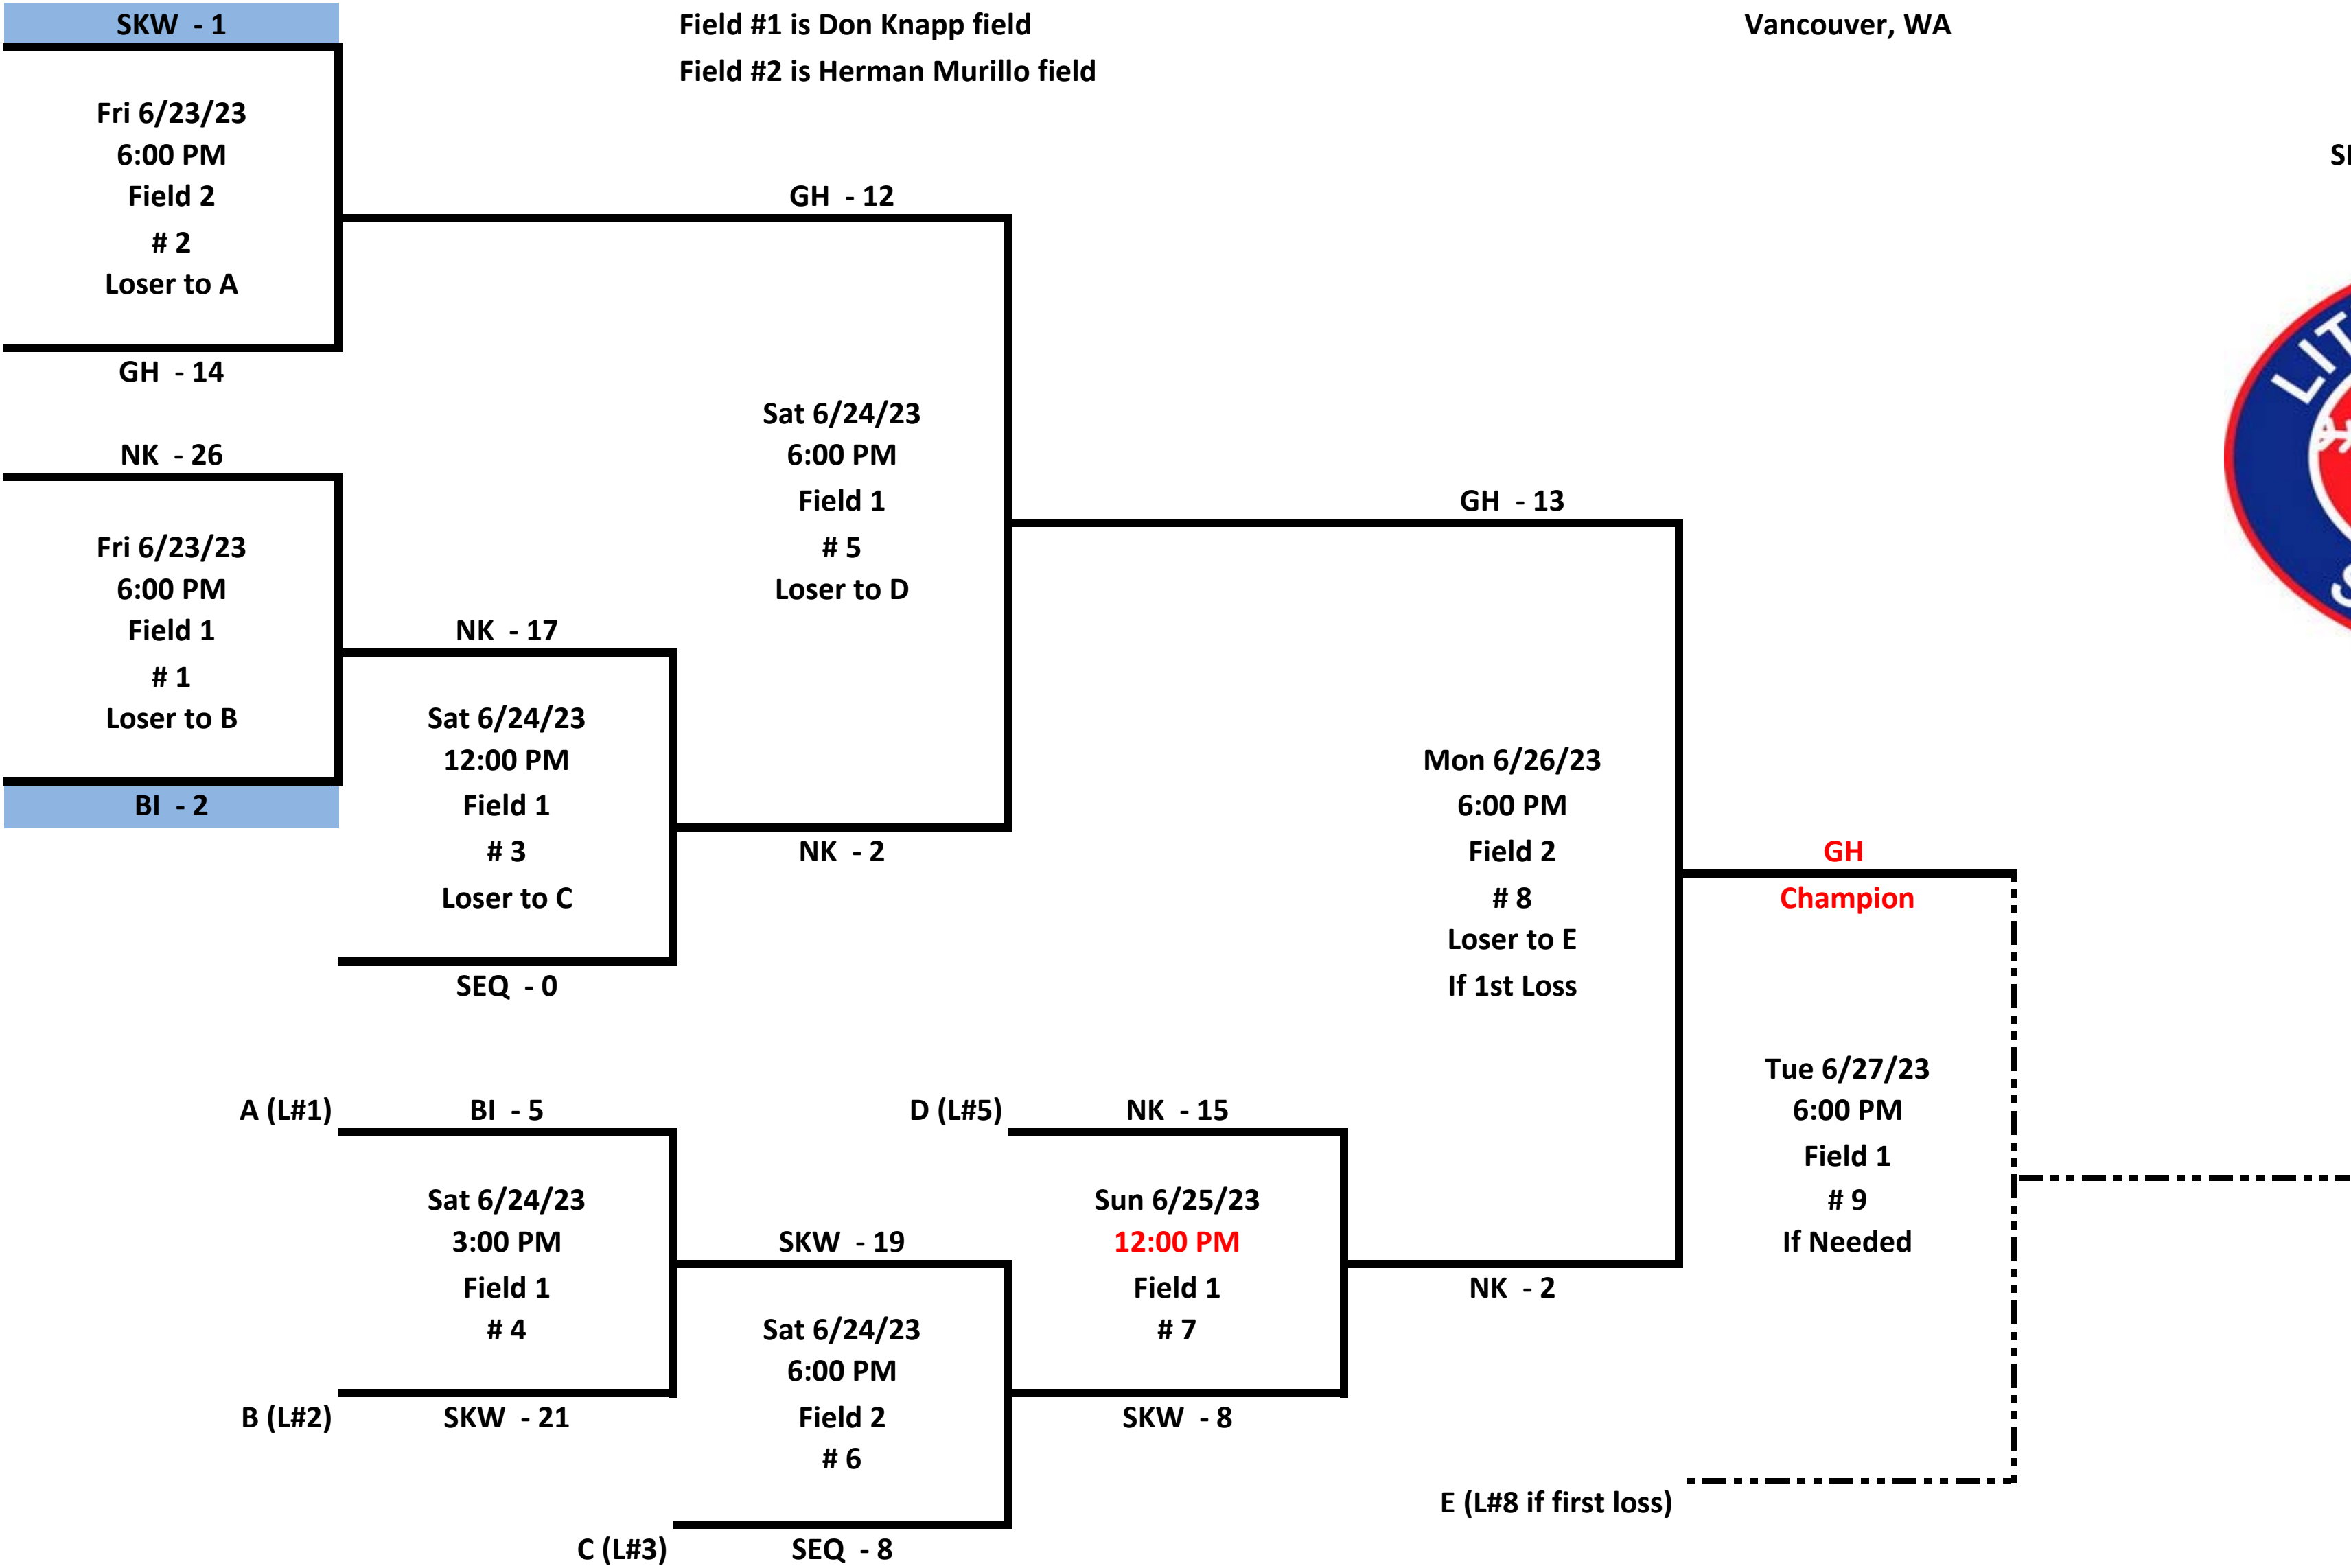 SKW - 1
Field #1 is Don Knapp field
Vancouver, WA
Field #2 is Herman Murillo field
Fri 6/23/23
6:00 PM
Field 2
# 2
Loser to A
GH - 14
GH - 12
NK - 26
Fri 6/23/23
6:00 PM
Field 1
# 1
Loser to B
BI - 2
Sat 6/24/23
6:00 PM
Field 1
# 5
Loser to D
NK - 17
Sat 6/24/23
12:00 PM
Field 1
# 3
Loser to C
SEQ - 0
NK - 2
GH - 13
Mon 6/26/23
6:00 PM
Field 2
# 8
Loser to E
If 1st Loss
GH
Champion
A (L#1)
BI - 5
Sat 6/24/23
3:00 PM
Field 1
# 4
B (L#2)
SKW - 21
SKW - 19
Sat 6/24/23
6:00 PM
Field 2
# 6
C (L#3)
SEQ - 8
D (L#5)
NK - 15
Sun 6/25/23
12:00 PM
Field 1
# 7
SKW - 8
NK - 2
Tue 6/27/23
6:00 PM
Field 1
# 9
If Needed
E (L#8 if first loss)
LIT